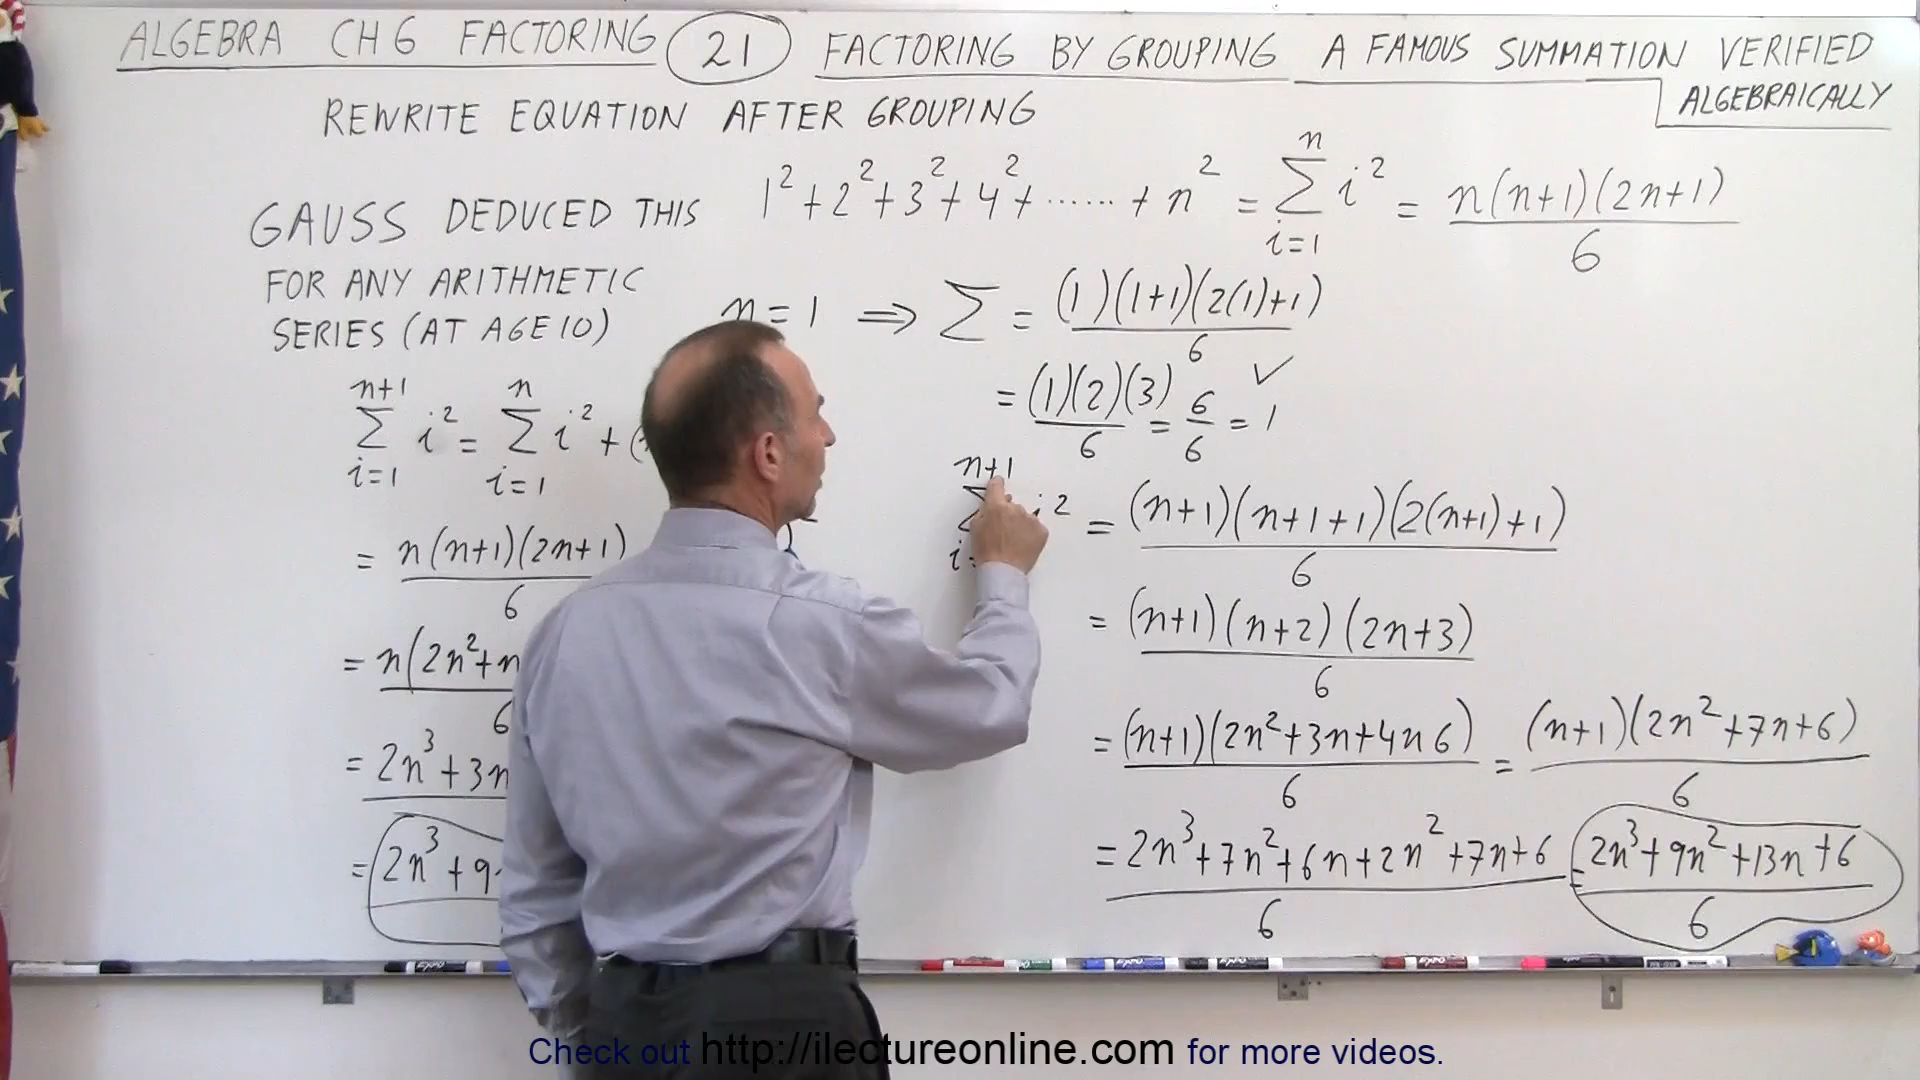 ALGEBRA CH 6 FACTORING 21 FACTORING BY GROUPING A FAMOUS SUMMATION VERIFIED
ALGEBRAICALLY
REWRITE EQUATION AFTER GROUPING
1² + 2² + 3² + 4² + ...... + n² = Σ i² = n(n+1)(2n+1)
n
i=1
6
GAUSS DEDUCED THIS
FOR ANY ARITHMETIC
SERIES (AT AGE 10)
n+1 n
Σ i² = Σ i² + (
i=1 i=1
= n(n+1)(2n+1)
6
= n(2n²+n
6
= 2n³+3n
= 2n³+9
n=1 ⇒ Σ = (1)(1+1)(2(1)+1)
6
= (1)(2)(3) = 6 = 1 ✓
6 6
n+1
Σ i² = (n+1)(n+1+1)(2(n+1)+1)
i=
6
= (n+1)(n+2)(2n+3)
6
= (n+1)(2n²+3n+4n6) = (n+1)(2n²+7n+6)
6 6
= 2n³+7n²+6n+2n²+7n+6 = 2n³+9n²+13n+6
6 6
Check out http://ilectureonline.com for more videos.